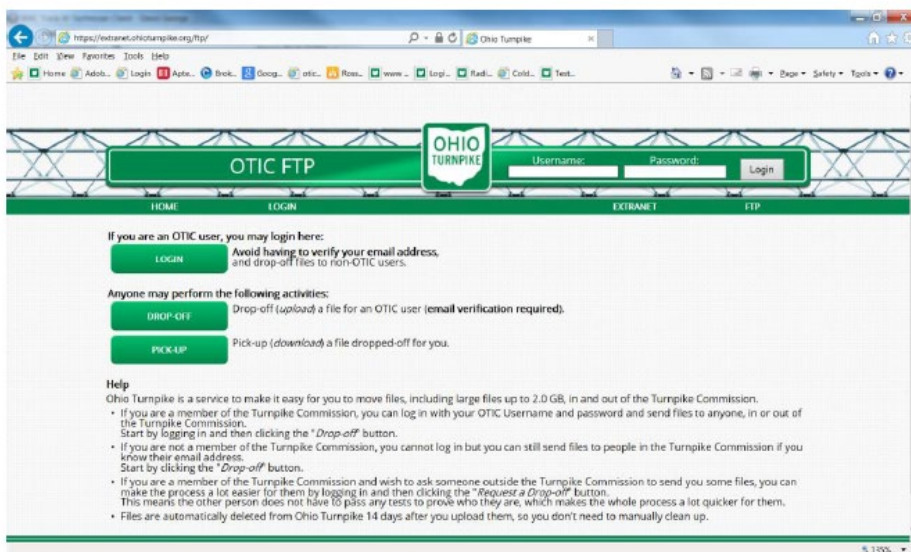 https://extranet.ohioturnpike.org/ftp/
Ohio Turnpike
File Edit View Favorites Tools Help
Home Adob... Login Apte... Brok... Goog... otic... Ross... www ... Logi... Radi... Cold... Test...
Page Safety Tools
OTIC FTP
OHIO
TURNPIKE
Username:
Password:
Login
HOME LOGIN EXTRANET FTP
If you are an OTIC user, you may login here:
LOGIN
Avoid having to verify your email address,
and drop-off files to non-OTIC users.
Anyone may perform the following activities:
DROP-OFF
Drop-off (upload) a file for an OTIC user (email verification required).
PICK-UP
Pick-up (download) a file dropped-off for you.
Help
Ohio Turnpike is a service to make it easy for you to move files, including large files up to 2.0 GB, in and out of the Turnpike Commission.
• If you are a member of the Turnpike Commission, you can log in with your OTIC Username and password and send files to anyone, in or out of
the Turnpike Commission.
Start by logging in and then clicking the "Drop-off" button.
• If you are not a member of the Turnpike Commission, you cannot log in but you can still send files to people in the Turnpike Commission if you
know their email address.
Start by clicking the "Drop-off" button.
• If you are a member of the Turnpike Commission and wish to ask someone outside the Turnpike Commission to send you some files, you can
make the process a lot easier for them by logging in and then clicking the "Request a Drop-off" button.
This means the other person does not have to pass any tests to prove who they are, which makes the whole process a lot quicker for them.
• Files are automatically deleted from Ohio Turnpike 14 days after you upload them, so you don't need to manually clean up.
135%